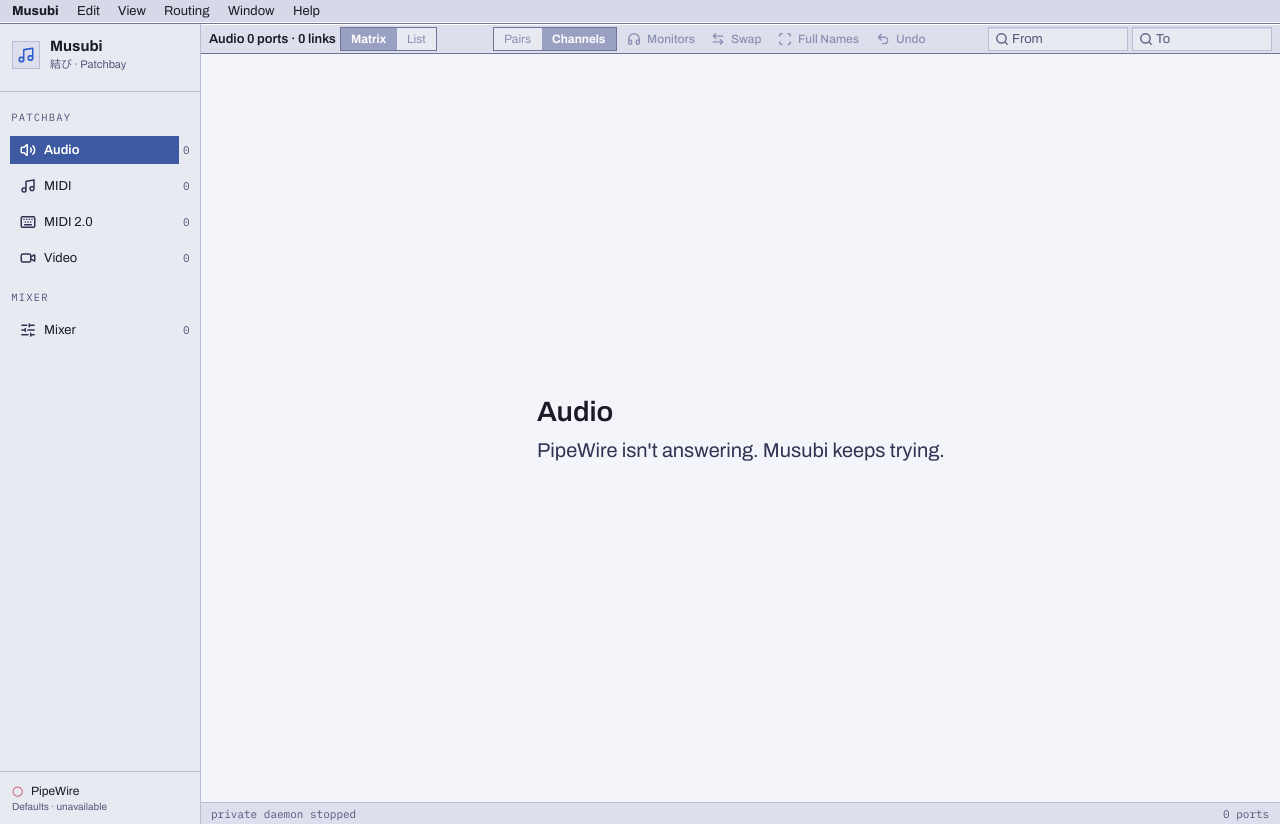 Musubi Edit View Routing Window Help
Musubi
結び · Patchbay
Audio 0 ports · 0 links Matrix List Pairs Channels Monitors Swap Full Names Undo From To
PATCHBAY
Audio 0
MIDI 0
MIDI 2.0 0
Video 0
MIXER
Mixer 0
Audio
PipeWire isn't answering. Musubi keeps trying.
PipeWire
Defaults · unavailable
private daemon stopped 0 ports